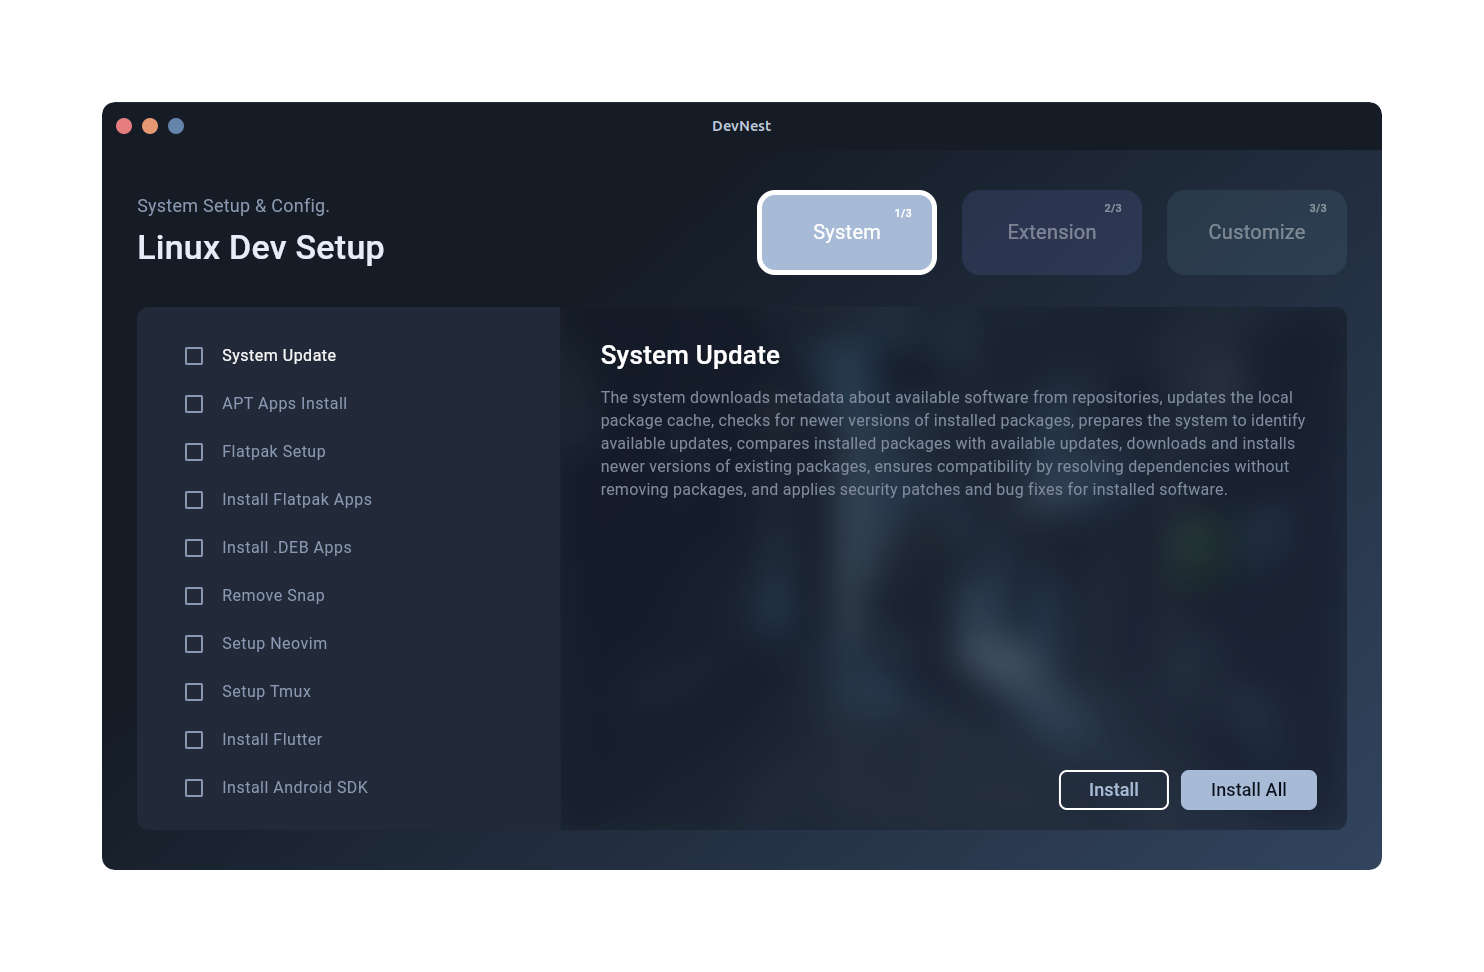 DevNest
System Setup & Config.
Linux Dev Setup
1/3
System
2/3
Extension
3/3
Customize
System Update
APT Apps Install
Flatpak Setup
Install Flatpak Apps
Install .DEB Apps
Remove Snap
Setup Neovim
Setup Tmux
Install Flutter
Install Android SDK
System Update
The system downloads metadata about available software from repositories, updates the local
package cache, checks for newer versions of installed packages, prepares the system to identify
available updates, compares installed packages with available updates, downloads and installs
newer versions of existing packages, ensures compatibility by resolving dependencies without
removing packages, and applies security patches and bug fixes for installed software.
Install
Install All